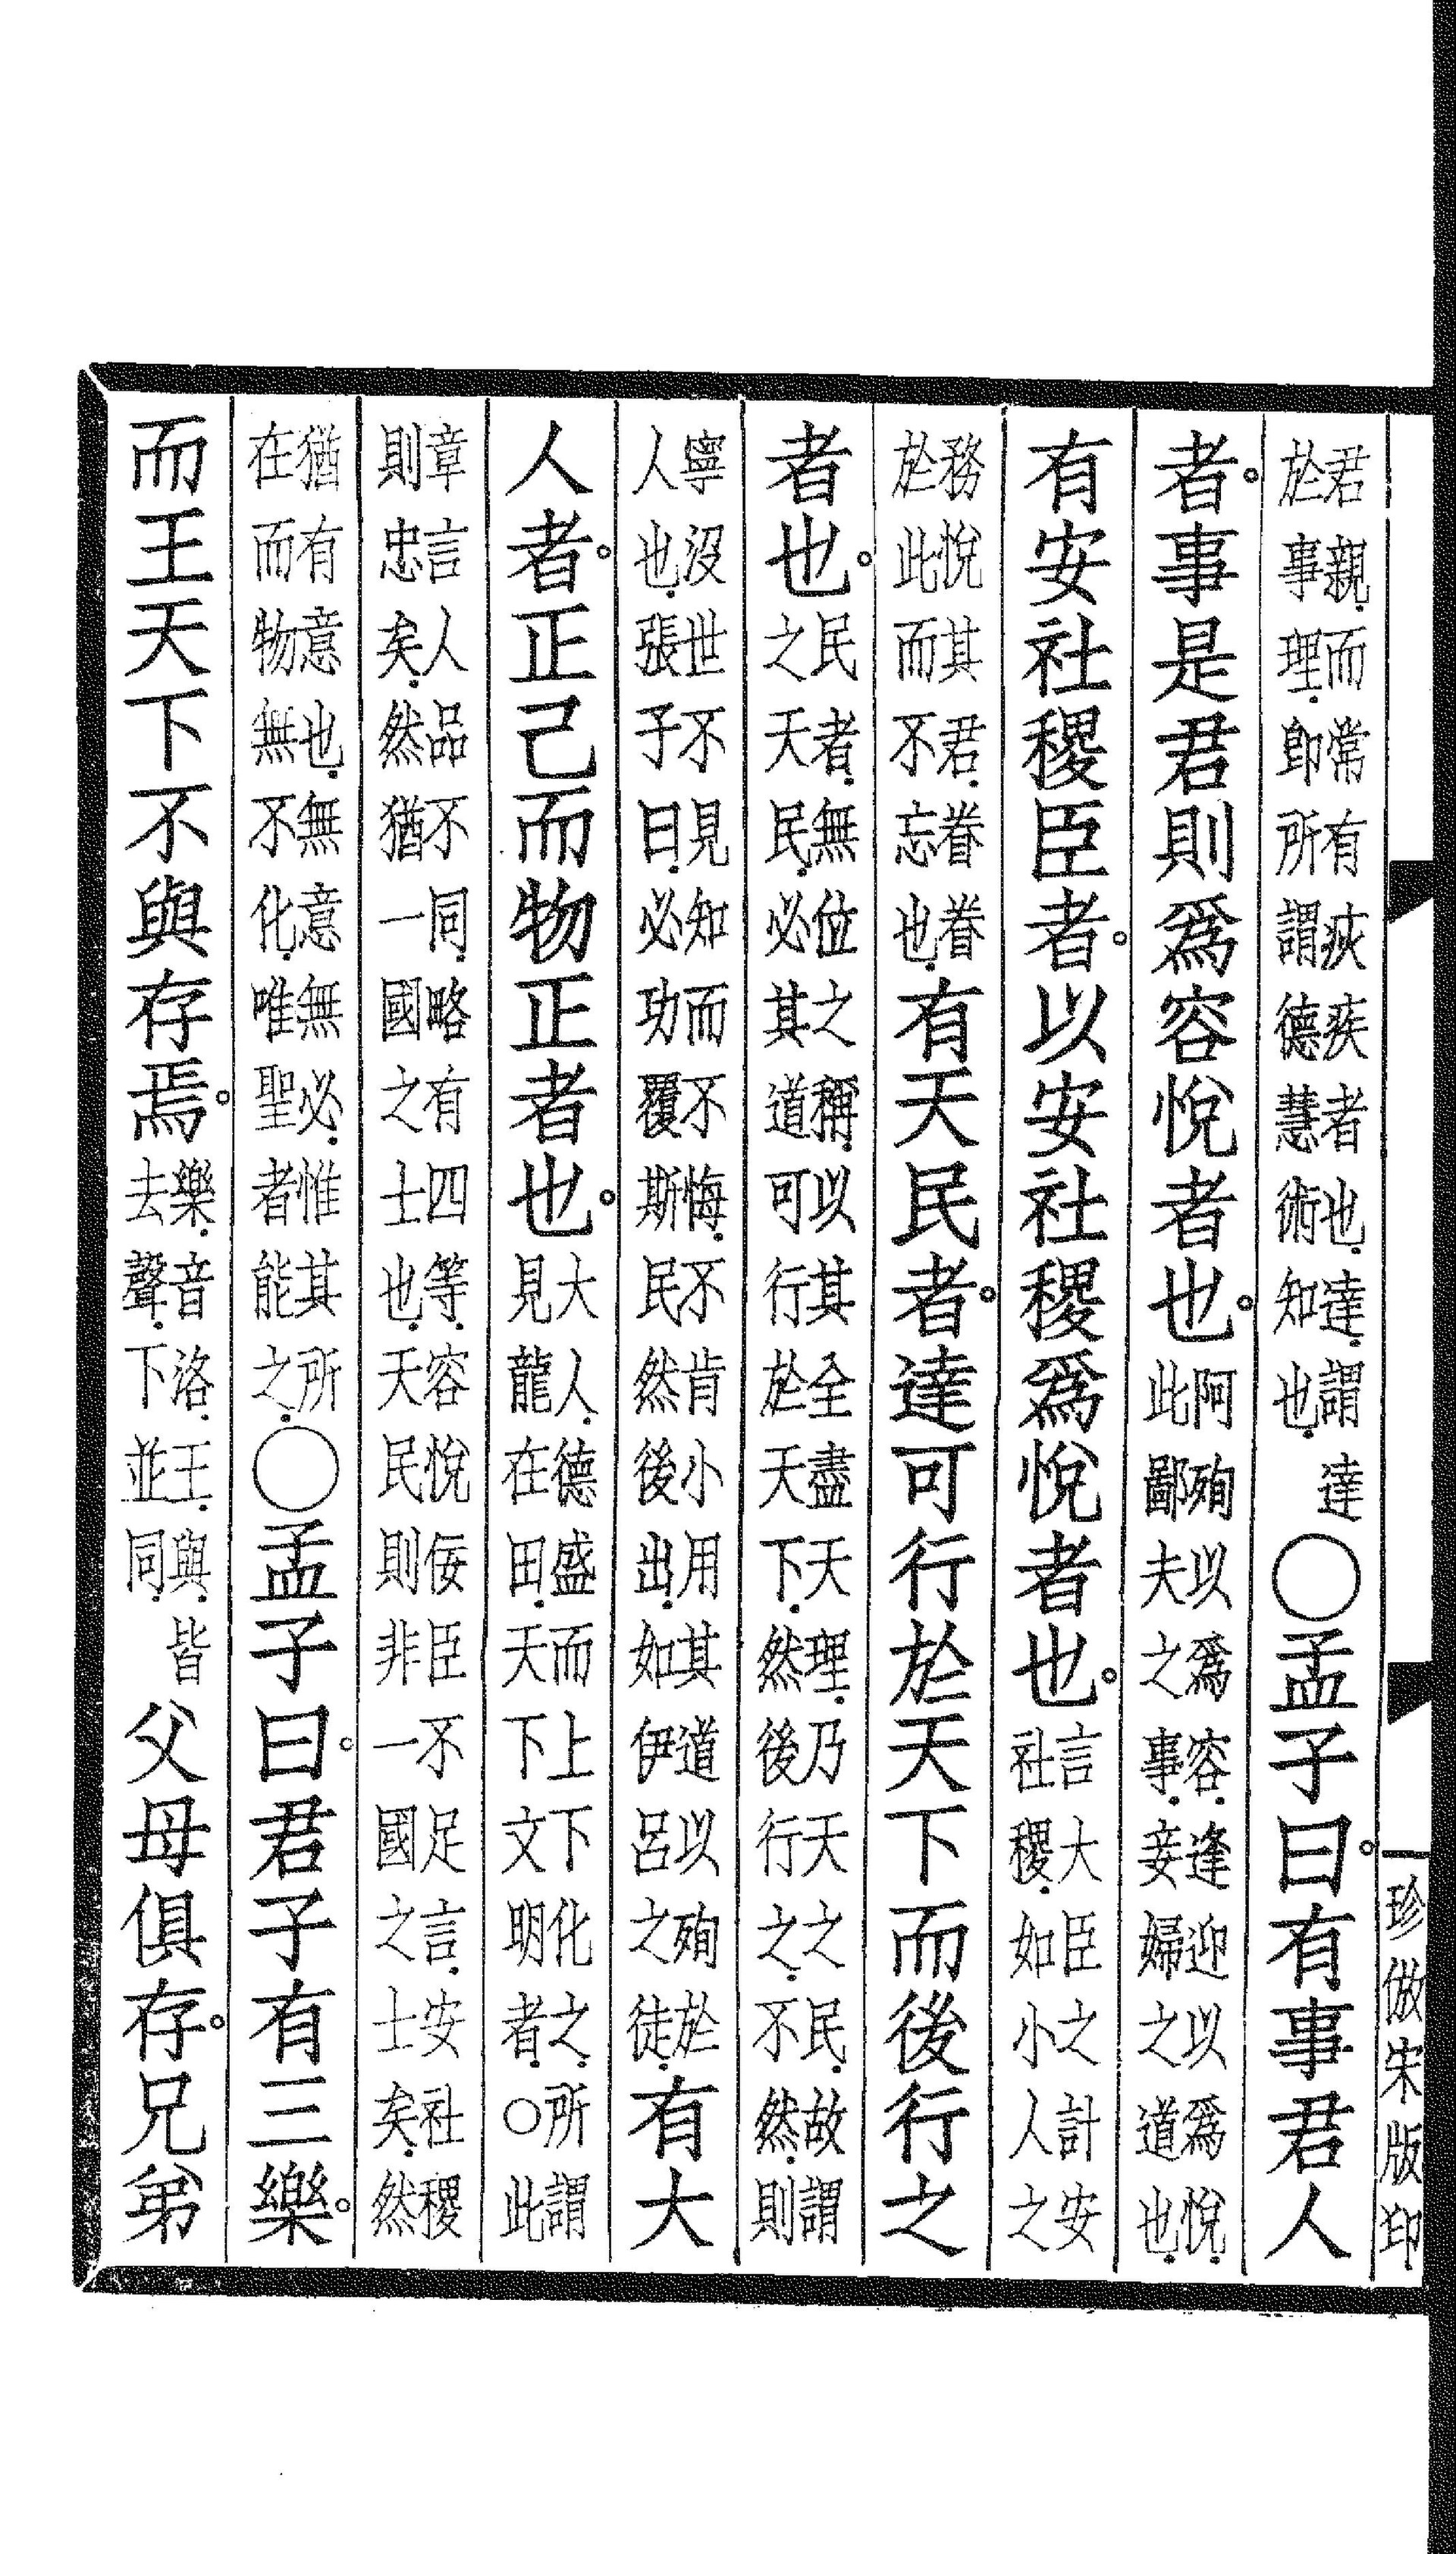 珍倣宋版印
君親.而常有疢疾者也.達.謂達於事理.卽所謂德慧術知也.○孟子曰。有事君人
者。事是君則爲容悅者也。阿殉以爲容.逢迎以爲悅.此鄙夫之事.妾婦之道也.
有安社稷臣者。以安社稷爲悅者也。言大臣之計安社稷.如小人之
務悅其君.眷眷於此而不忘也.有天民者。達可行於天下而後行之
者也。民者.無位之稱.以其全盡天理.乃天之民.故謂之天民.必其道可行於天下.然後行之.不然.則
寧沒世不見知而不悔.不肯小用其道以殉於人也.張子曰.必功覆斯民然後出.如伊呂之徒.有大
人者。正己而物正者也。大人.德盛而上下化之.所謂見龍在田.天下文明者.○此
章言人品不同.略有四等.容悅佞臣不足言.安社稷則忠矣.然猶一國之士也.天民則非一國之士矣.然
猶有意也.無意無必.惟其所在而物無不化.唯聖者能之.○孟子曰。君子有三樂。
而王天下不與存焉。樂.音洛.王.與.皆去聲.下並同.父母俱存。兄弟